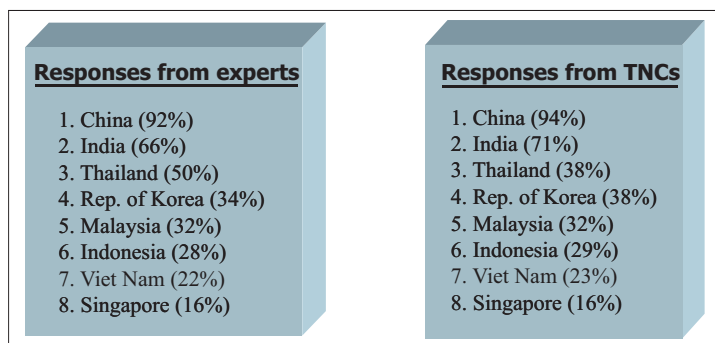 Responses from experts
1. China (92%)
2. India (66%)
3. Thailand (50%)
4. Rep. of Korea (34%)
5. Malaysia (32%)
6. Indonesia (28%)
7. Viet Nam (22%)
8. Singapore (16%)
Responses from TNCs
1. China (94%)
2. India (71%)
3. Thailand (38%)
4. Rep. of Korea (38%)
5. Malaysia (32%)
6. Indonesia (29%)
7. Viet Nam (23%)
8. Singapore (16%)